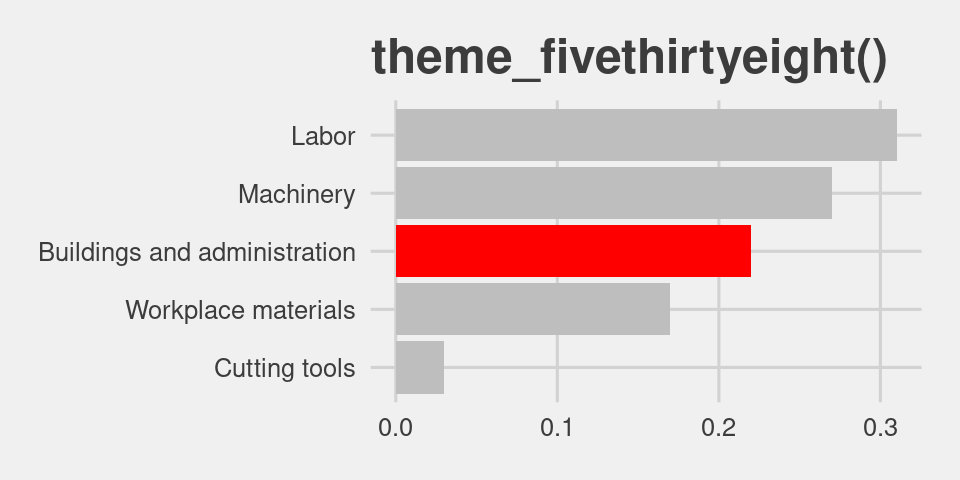 theme_fivethirtyeight()
Labor
Machinery
Buildings and administration
Workplace materials
Cutting tools
0.0 0.1 0.2 0.3